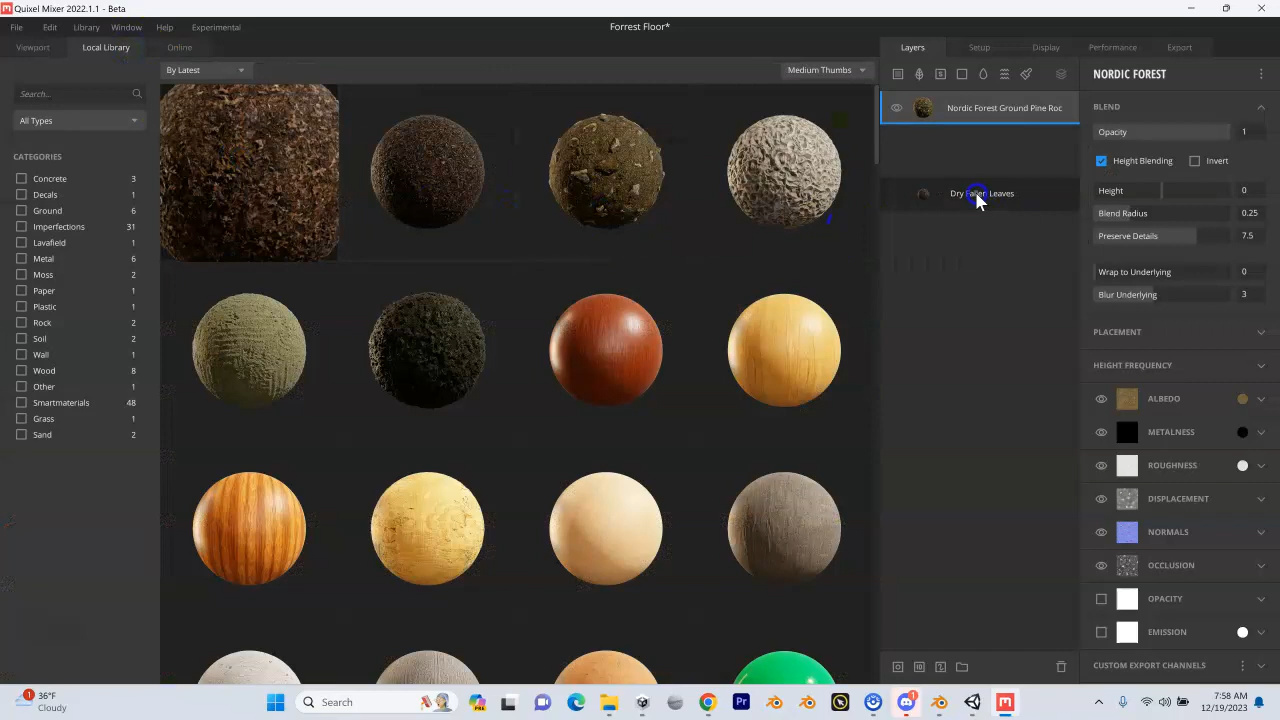 Quixel Mixer 2022.1.1 - Beta
File Edit Library Window Help Experimental
Forrest Floor*
Viewport Local Library Online
Layers Setup Display Performance Export
By Latest
Medium Thumbs
Search...
All Types
CATEGORIES
Concrete 3
Decals 1
Ground 6
Imperfections 31
Lavafield 1
Metal 6
Moss 2
Paper 1
Plastic 1
Rock 2
Soil 2
Wall 1
Wood 8
Other 1
Smartmaterials 48
Grass 1
Sand 2
Nordic Forest Ground Pine Roc
Dry Fallen Leaves
NORDIC FOREST
BLEND
Opacity 1
Height Blending Invert
Height 0
Blend Radius 0.25
Preserve Details 7.5
Wrap to Underlying 0
Blur Underlying 3
PLACEMENT
HEIGHT FREQUENCY
ALBEDO
METALNESS
ROUGHNESS
DISPLACEMENT
NORMALS
OCCLUSION
OPACITY
EMISSION
CUSTOM EXPORT CHANNELS
1
36°F
Cloudy
Search
Pr
1
7:58 AM
12/19/2023